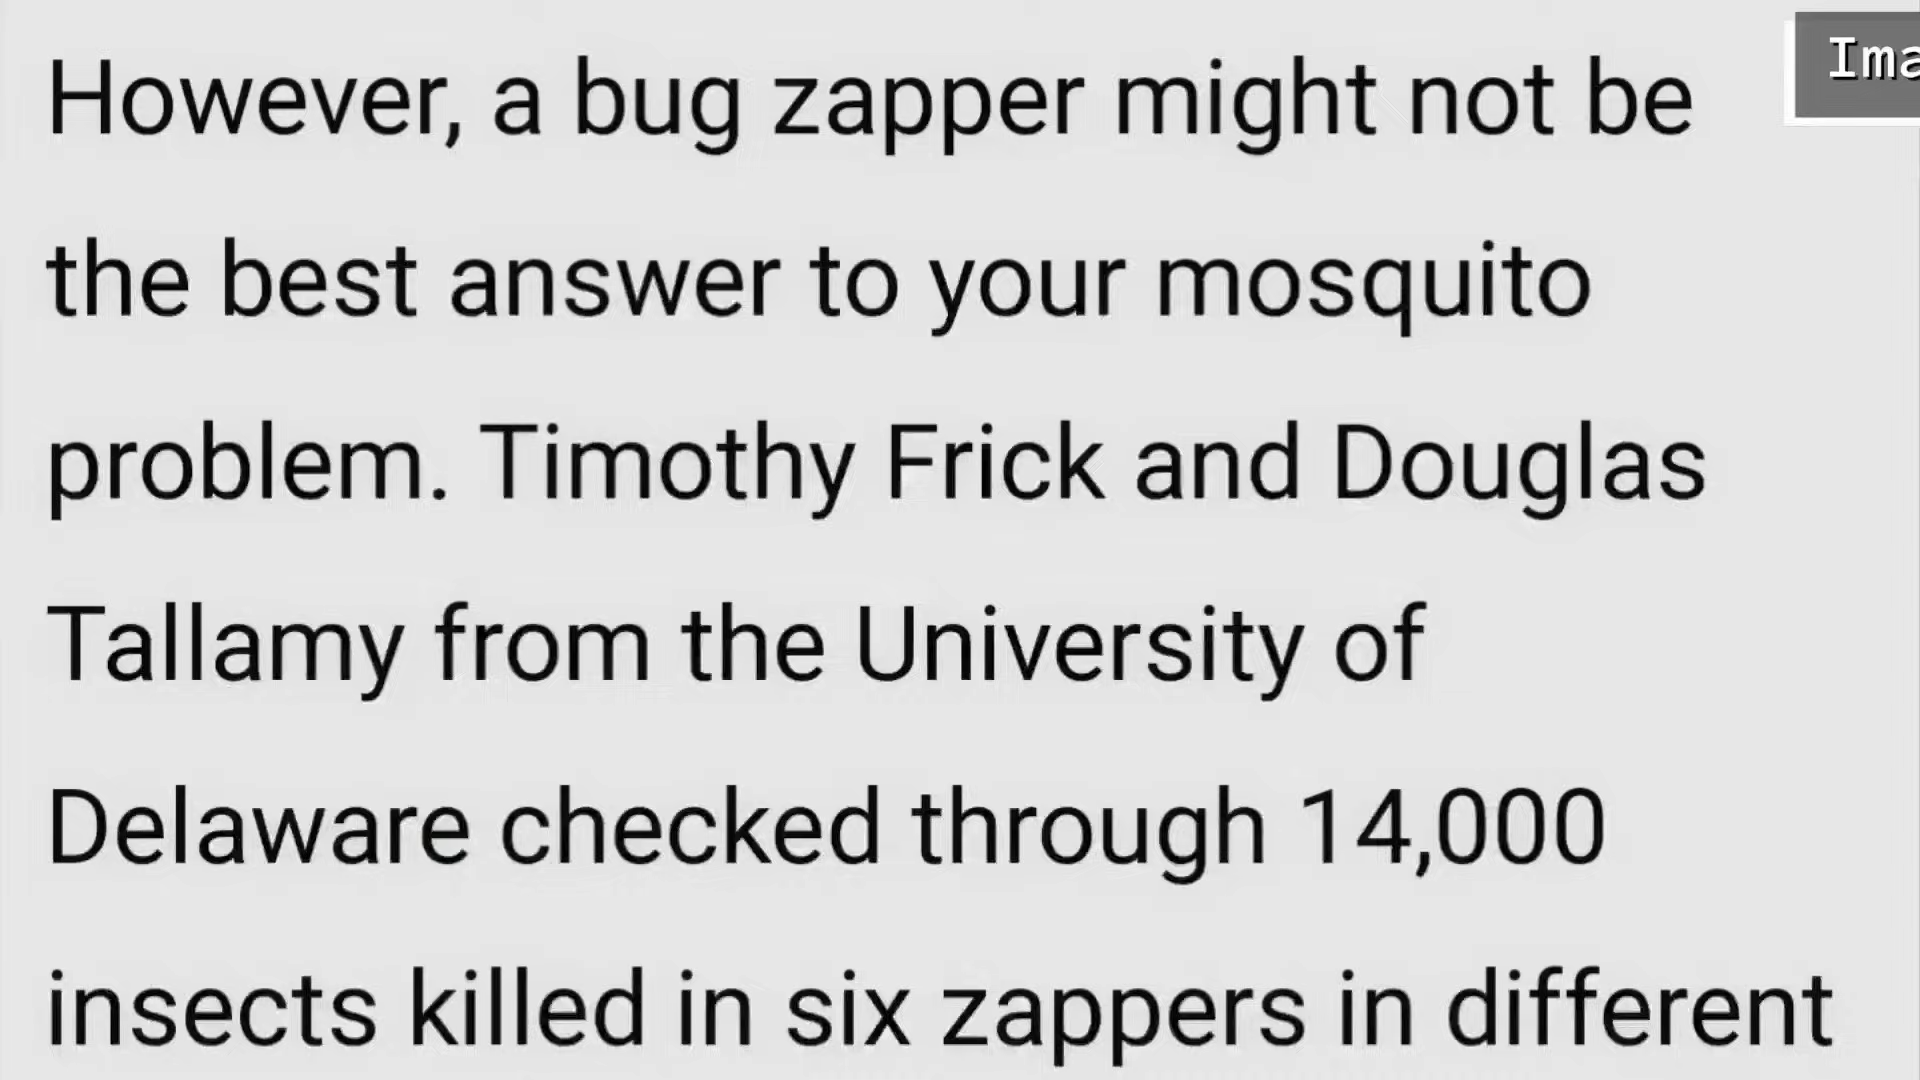 However, a bug zapper might not be
the best answer to your mosquito
problem. Timothy Frick and Douglas
Tallamy from the University of
Delaware checked through 14,000
insects killed in six zappers in different